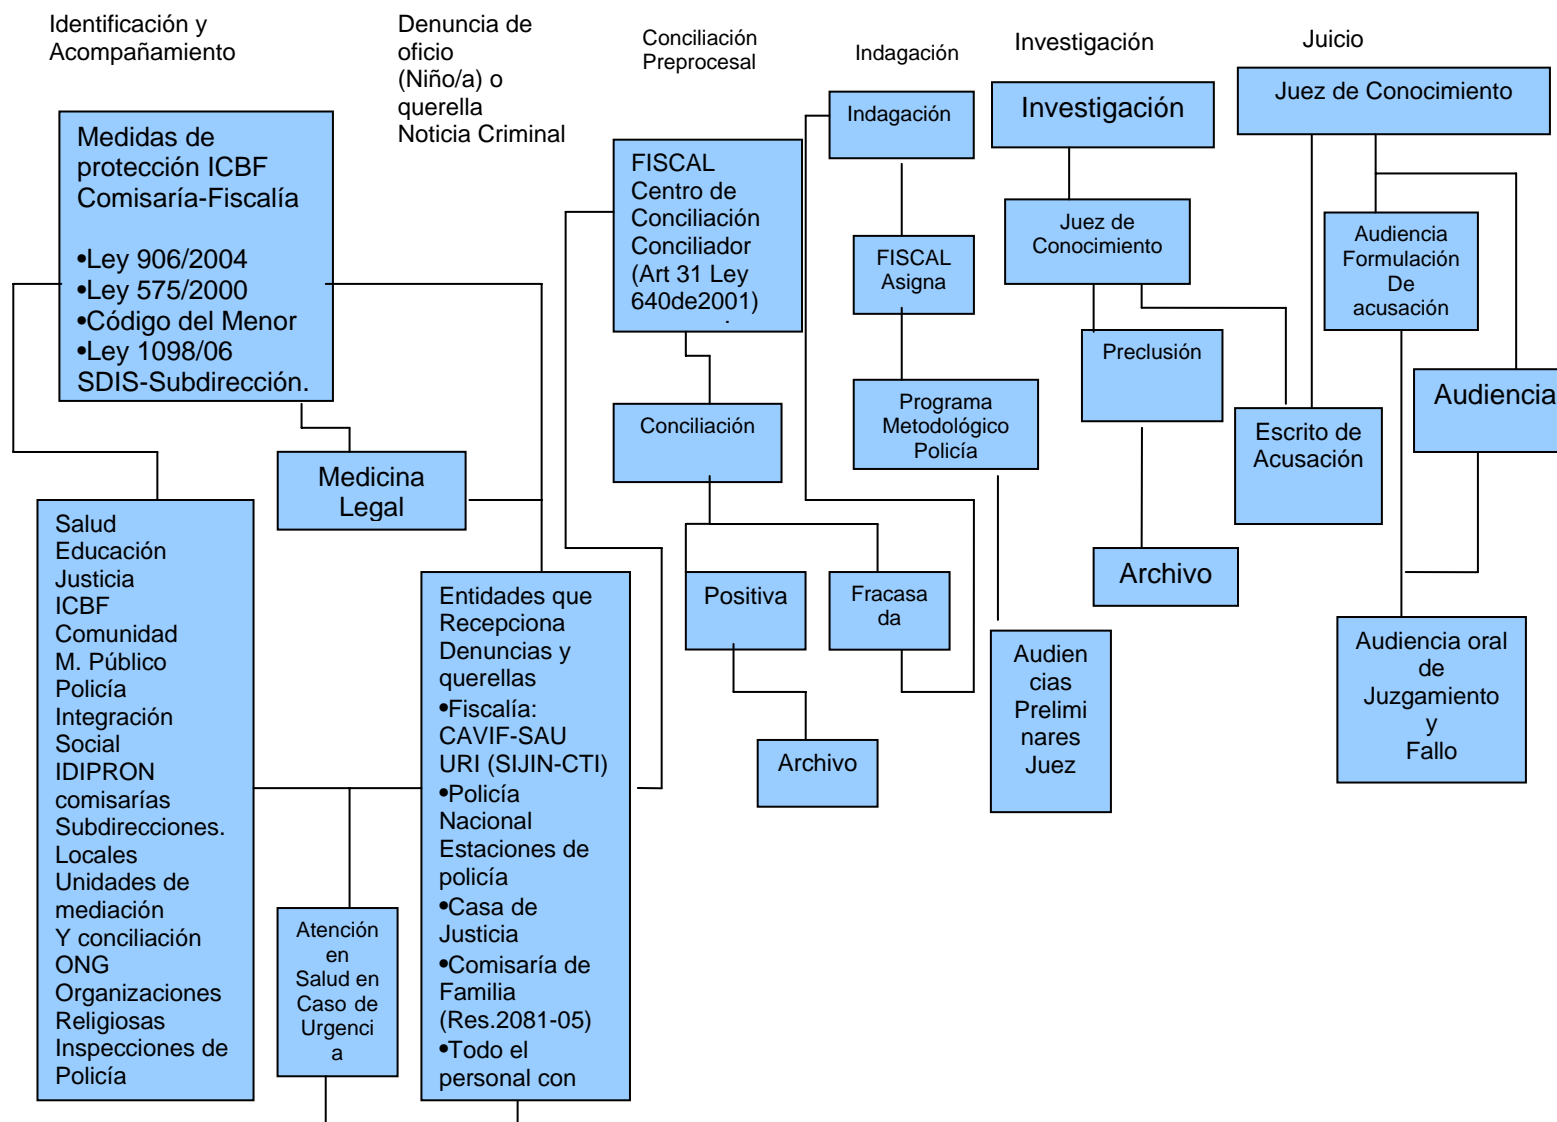 Identificación y
Acompañamiento
Denuncia de
oficio
(Niño/a) o
querella
Noticia Criminal
Conciliación
Preprocesal
Indagación
Investigación
Juicio
Medidas de
protección ICBF
Comisaría-Fiscalía
•Ley 906/2004
•Ley 575/2000
•Código del Menor
•Ley 1098/06
SDIS-Subdirección.
Medicina
Legal
Salud
Educación
Justicia
ICBF
Comunidad
M. Público
Policía
Integración
Social
IDIPRON
comisarías
Subdirecciones.
Locales
Unidades de
mediación
Y conciliación
ONG
Organizaciones
Religiosas
Inspecciones de
Policía
Atención
en
Salud en
Caso de
Urgenci
a
Entidades que
Recepciona
Denuncias y
querellas
•Fiscalía:
CAVIF-SAU
URI (SIJIN-CTI)
•Policía
Nacional
Estaciones de
policía
•Casa de
Justicia
•Comisaría de
Familia
(Res.2081-05)
•Todo el
personal con
FISCAL
Centro de
Conciliación
Conciliador
(Art 31 Ley
640de2001)
Conciliación
Positiva
Fracasa
da
Archivo
Indagación
FISCAL
Asigna
Programa
Metodológico
Policía
Audien
cias
Prelimi
nares
Juez
Investigación
Juez de
Conocimiento
Preclusión
Archivo
Juez de Conocimiento
Audiencia
Formulación
De
acusación
Audiencia
Escrito de
Acusación
Audiencia oral
de
Juzgamiento
y
Fallo